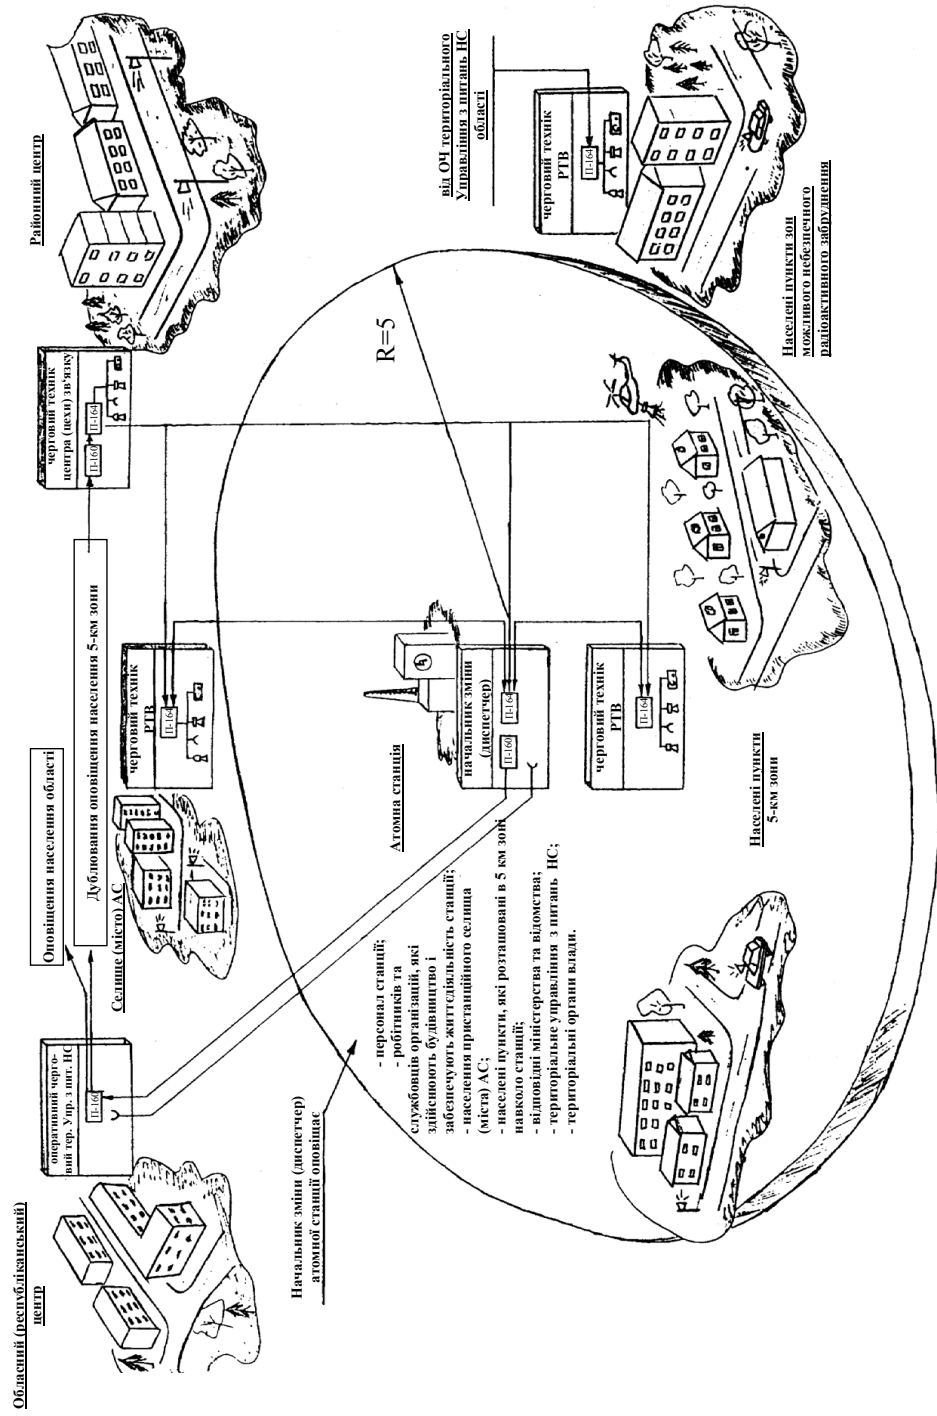 Обласний (республіканський)
центр
оперативний черго-
вий тер. Упр. з пит. НС
П-160
Оповіщення населення області
Дублювання оповіщення населення 5-км зони
черговий технік
центра (цехи) зв'язку
П-160
П-164
Районний центр
Селище (місто) АС
черговий технік
РТВ
П-164
Начальник зміни (диспетчер)
атомної станції оповіщає
- персонал станції;
- робітників та
службовців організацій, які
здійснюють будівництво і
забезпечують життєдіяльність станції;
- населення пристанційного селища
(міста) АС;
- населені пункти, які розташовані в 5 км зоні
навколо станції;
- відповідні міністерства та відомства;
- територіальне управління з питань НС;
- територіальні органи влади.
Атомна станція
начальник зміни
(диспетчер)
П-160
П-164
R=5
черговий технік
РТВ
П-164
Населені пункти
5-км зони
від ОЧ територіального
Управління з питань НС
області
черговий технік
РТВ
П-164
Населені пункти зон
можливого небезпечного
радіоактивного забруднення